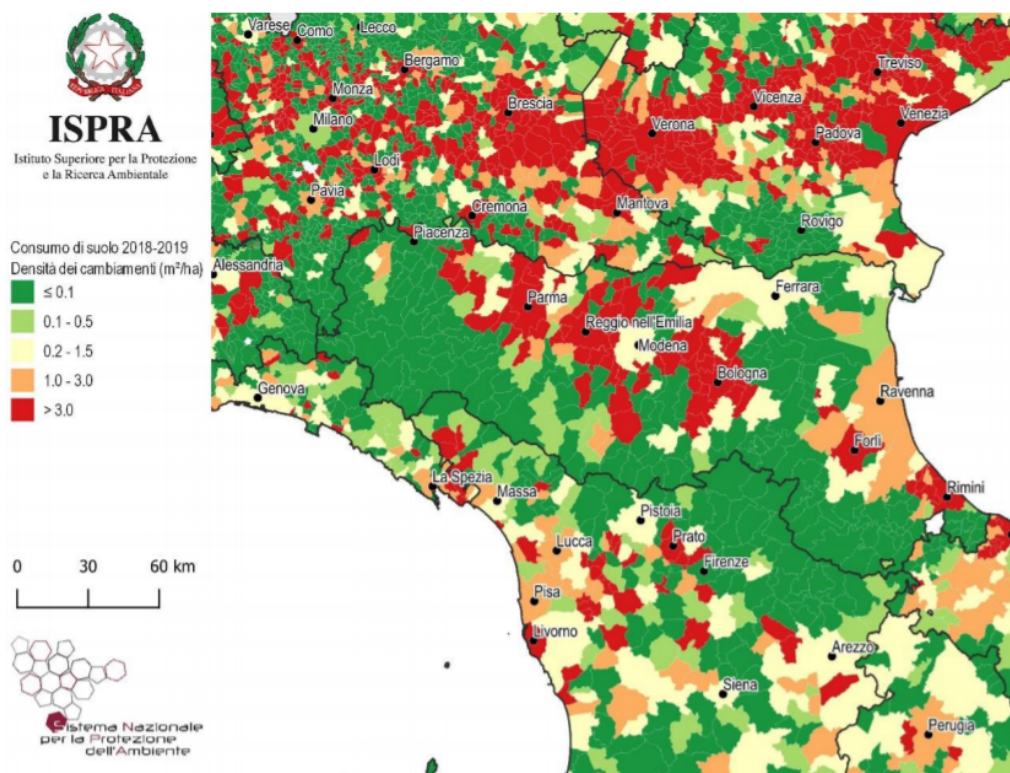 ISPRA
Istituto Superiore per la Protezione
e la Ricerca Ambientale
Consumo di suolo 2018-2019
Densità dei cambiamenti (m²/ha)
≤ 0.1
0.1 - 0.5
0.2 - 1.5
1.0 - 3.0
> 3.0
0 30 60 km
Sistema Nazionale
per la Protezione
dell'Ambiente
Varese
Como
Lecco
Bergamo
Treviso
Monza
Brescia
Vicenza
Venezia
Milano
Verona
Padova
Lodi
Pavia
Cremona
Mantova
Rovigo
Piacenza
Alessandria
Ferrara
Parma
Reggio nell'Emilia
Modena
Bologna
Genova
Ravenna
Forlì
La Spezia
Massa
Rimini
Pistoia
Prato
Lucca
Firenze
Pisa
Livorno
Arezzo
Siena
Perugia